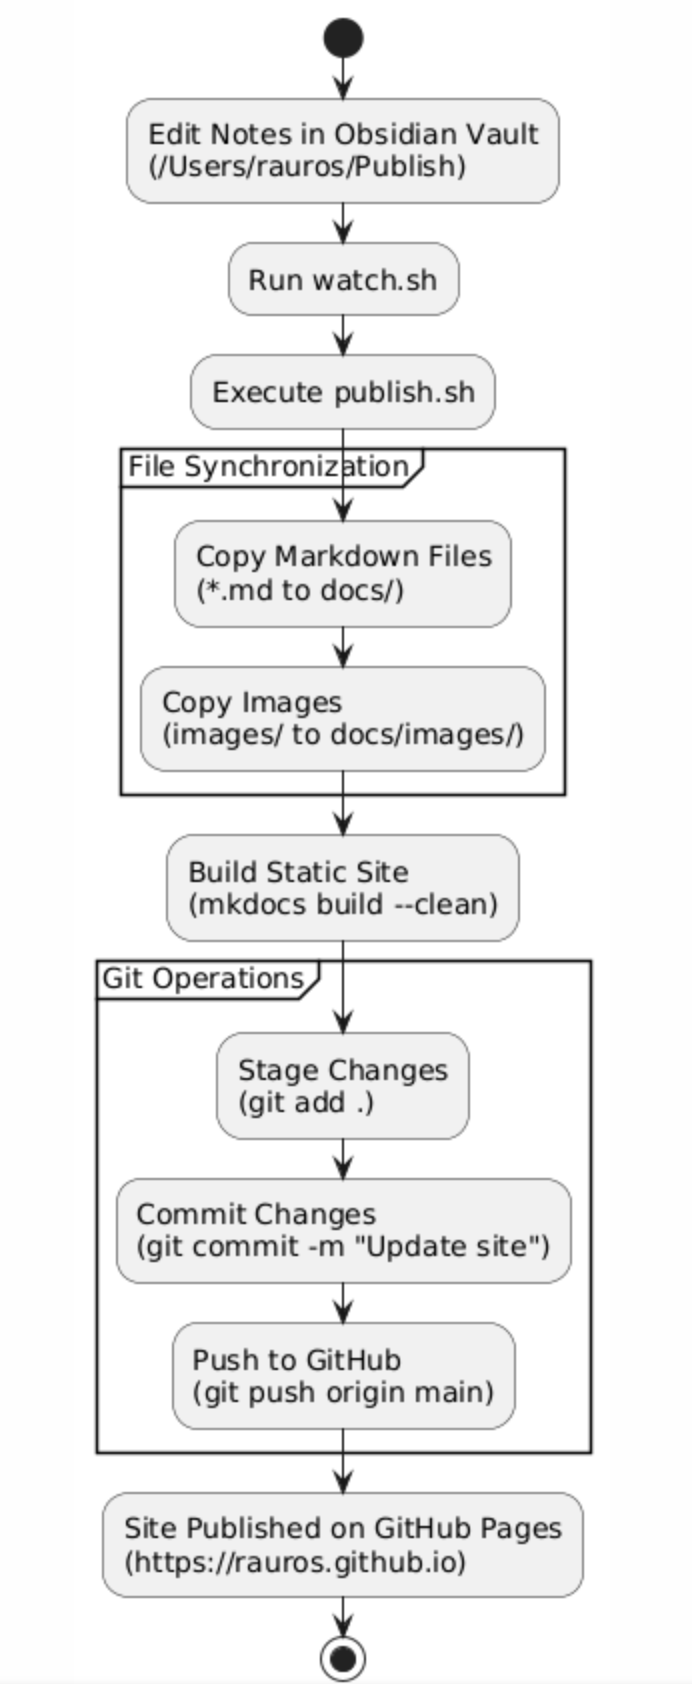 Edit Notes in Obsidian Vault
(/Users/rauros/Publish)
Run watch.sh
Execute publish.sh
File Synchronization
Copy Markdown Files
(*.md to docs/)
Copy Images
(images/ to docs/images/)
Build Static Site
(mkdocs build --clean)
Git Operations
Stage Changes
(git add .)
Commit Changes
(git commit -m "Update site")
Push to GitHub
(git push origin main)
Site Published on GitHub Pages
(https://rauros.github.io)